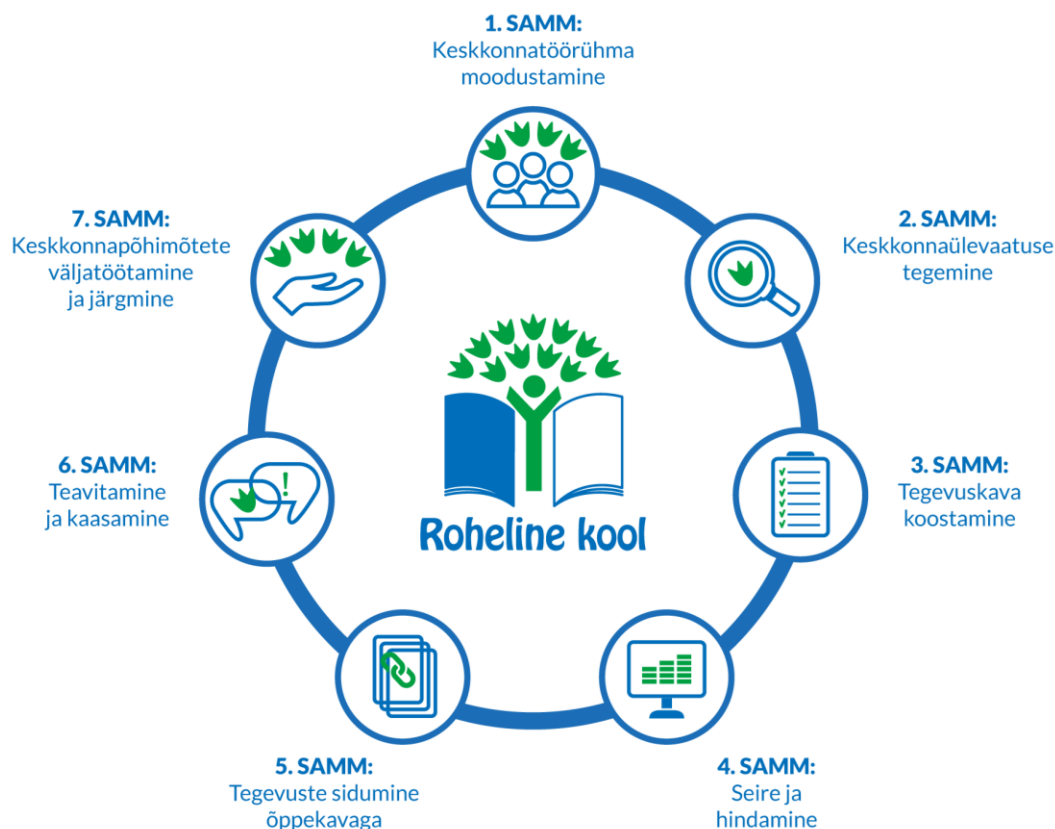 1. SAMM:
Keskkonnatöörühma
moodustamine
2. SAMM:
Keskkonnaülevaatuse
tegemine
3. SAMM:
Tegevuskava
koostamine
4. SAMM:
Seire ja
hindamine
5. SAMM:
Tegevuste sidumine
õppekavaga
6. SAMM:
Teavitamine
ja kaasamine
7. SAMM:
Keskkonnapõhimõtete
väljatöötamine
ja järgmine
!
Roheline kool